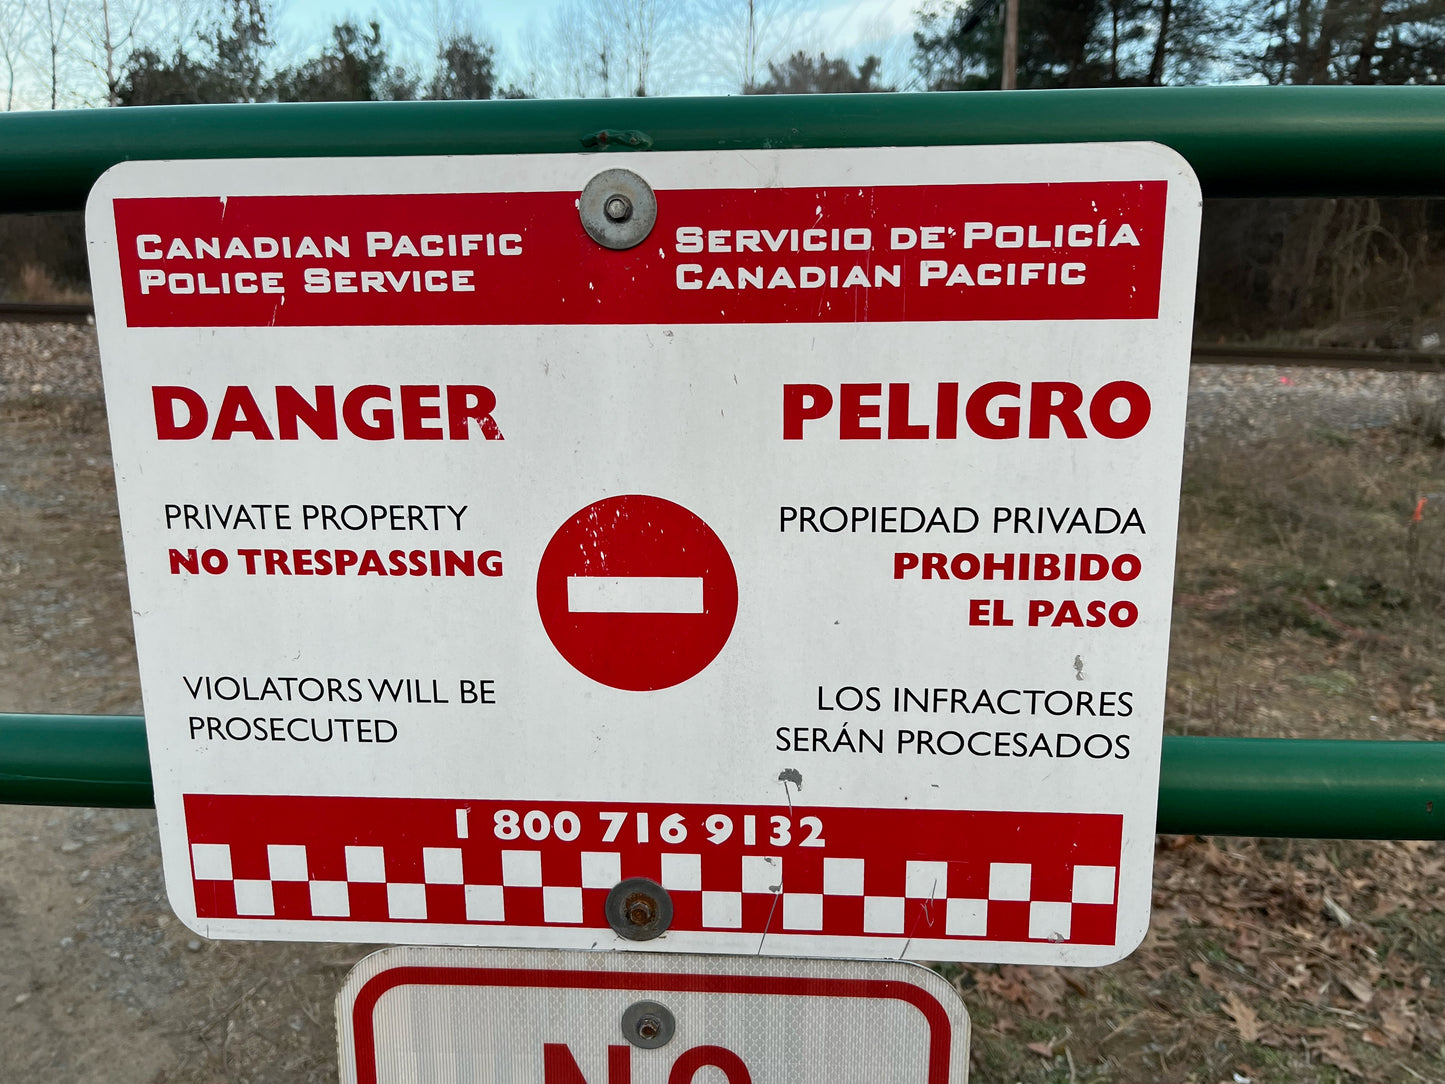 CANADIAN PACIFIC
POLICE SERVICE
SERVICIO DE POLICÍA
CANADIAN PACIFIC
DANGER
PRIVATE PROPERTY
NO TRESPASSING
VIOLATORS WILL BE
PROSECUTED
PELIGRO
PROPIEDAD PRIVADA
PROHIBIDO
EL PASO
LOS INFRACTORES
SERÁN PROCESADOS
1 800 716 9132
NO